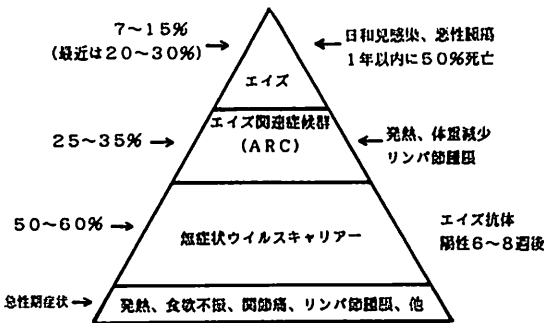 7～15%
(最近は20～30%)
日和見感染、悪性腫瘍
1年以内に50%死亡
エイズ
エイズ関連症候群
(ARC)
25～35%
発熱、体重減少
リンパ節腫脹
50～60%
無症状ウイルスキャリアー
エイズ抗体
陽性6～8週後
急性期症状
発熱、食欲不振、関節痛、リンパ節腫脹、他